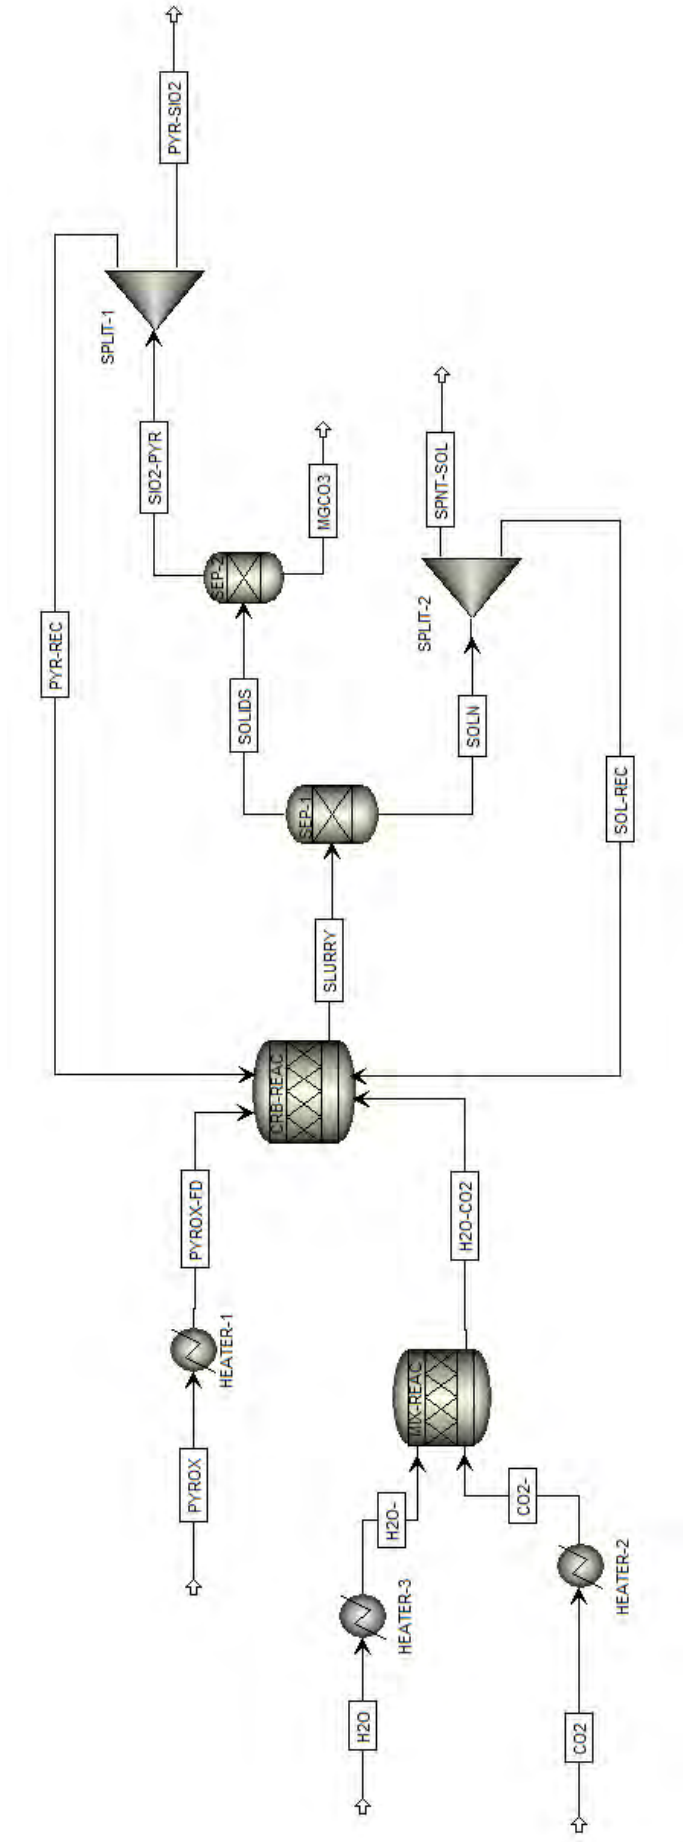 PYR-SIO2
SPLIT-1
PYR-REC
SIO2-PYR
MGCO3
SEP-2
SPNT-SOL
SPLIT-2
SOLIDS
SOLN
SEP-1
SOL-REC
SLURRY
CRB-REAC
PYROX-FD
HEATER-1
PYROX
H2O-CO2
MIX-REAC
H2O-
CO2-
HEATER-3
HEATER-2
H2O
CO2